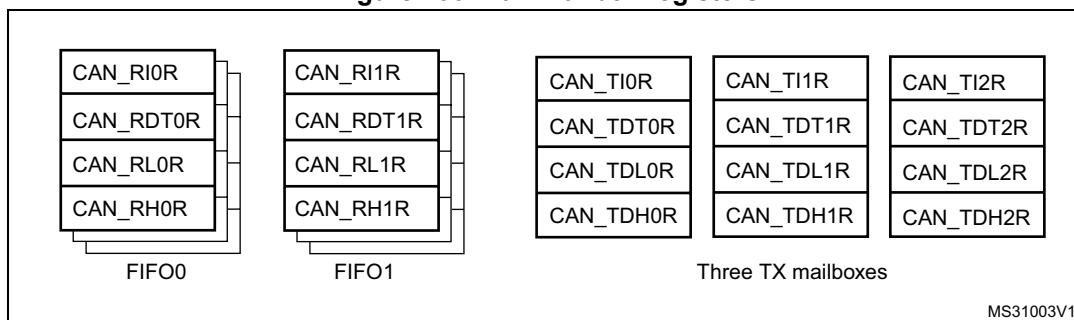 CAN_RI0R
CAN_RDT0R
CAN_RL0R
CAN_RH0R
FIFO0
CAN_RI1R
CAN_RDT1R
CAN_RL1R
CAN_RH1R
FIFO1
CAN_TI0R
CAN_TDT0R
CAN_TDL0R
CAN_TDH0R
CAN_TI1R
CAN_TDT1R
CAN_TDL1R
CAN_TDH1R
CAN_TI2R
CAN_TDT2R
CAN_TDL2R
CAN_TDH2R
Three TX mailboxes
MS31003V1